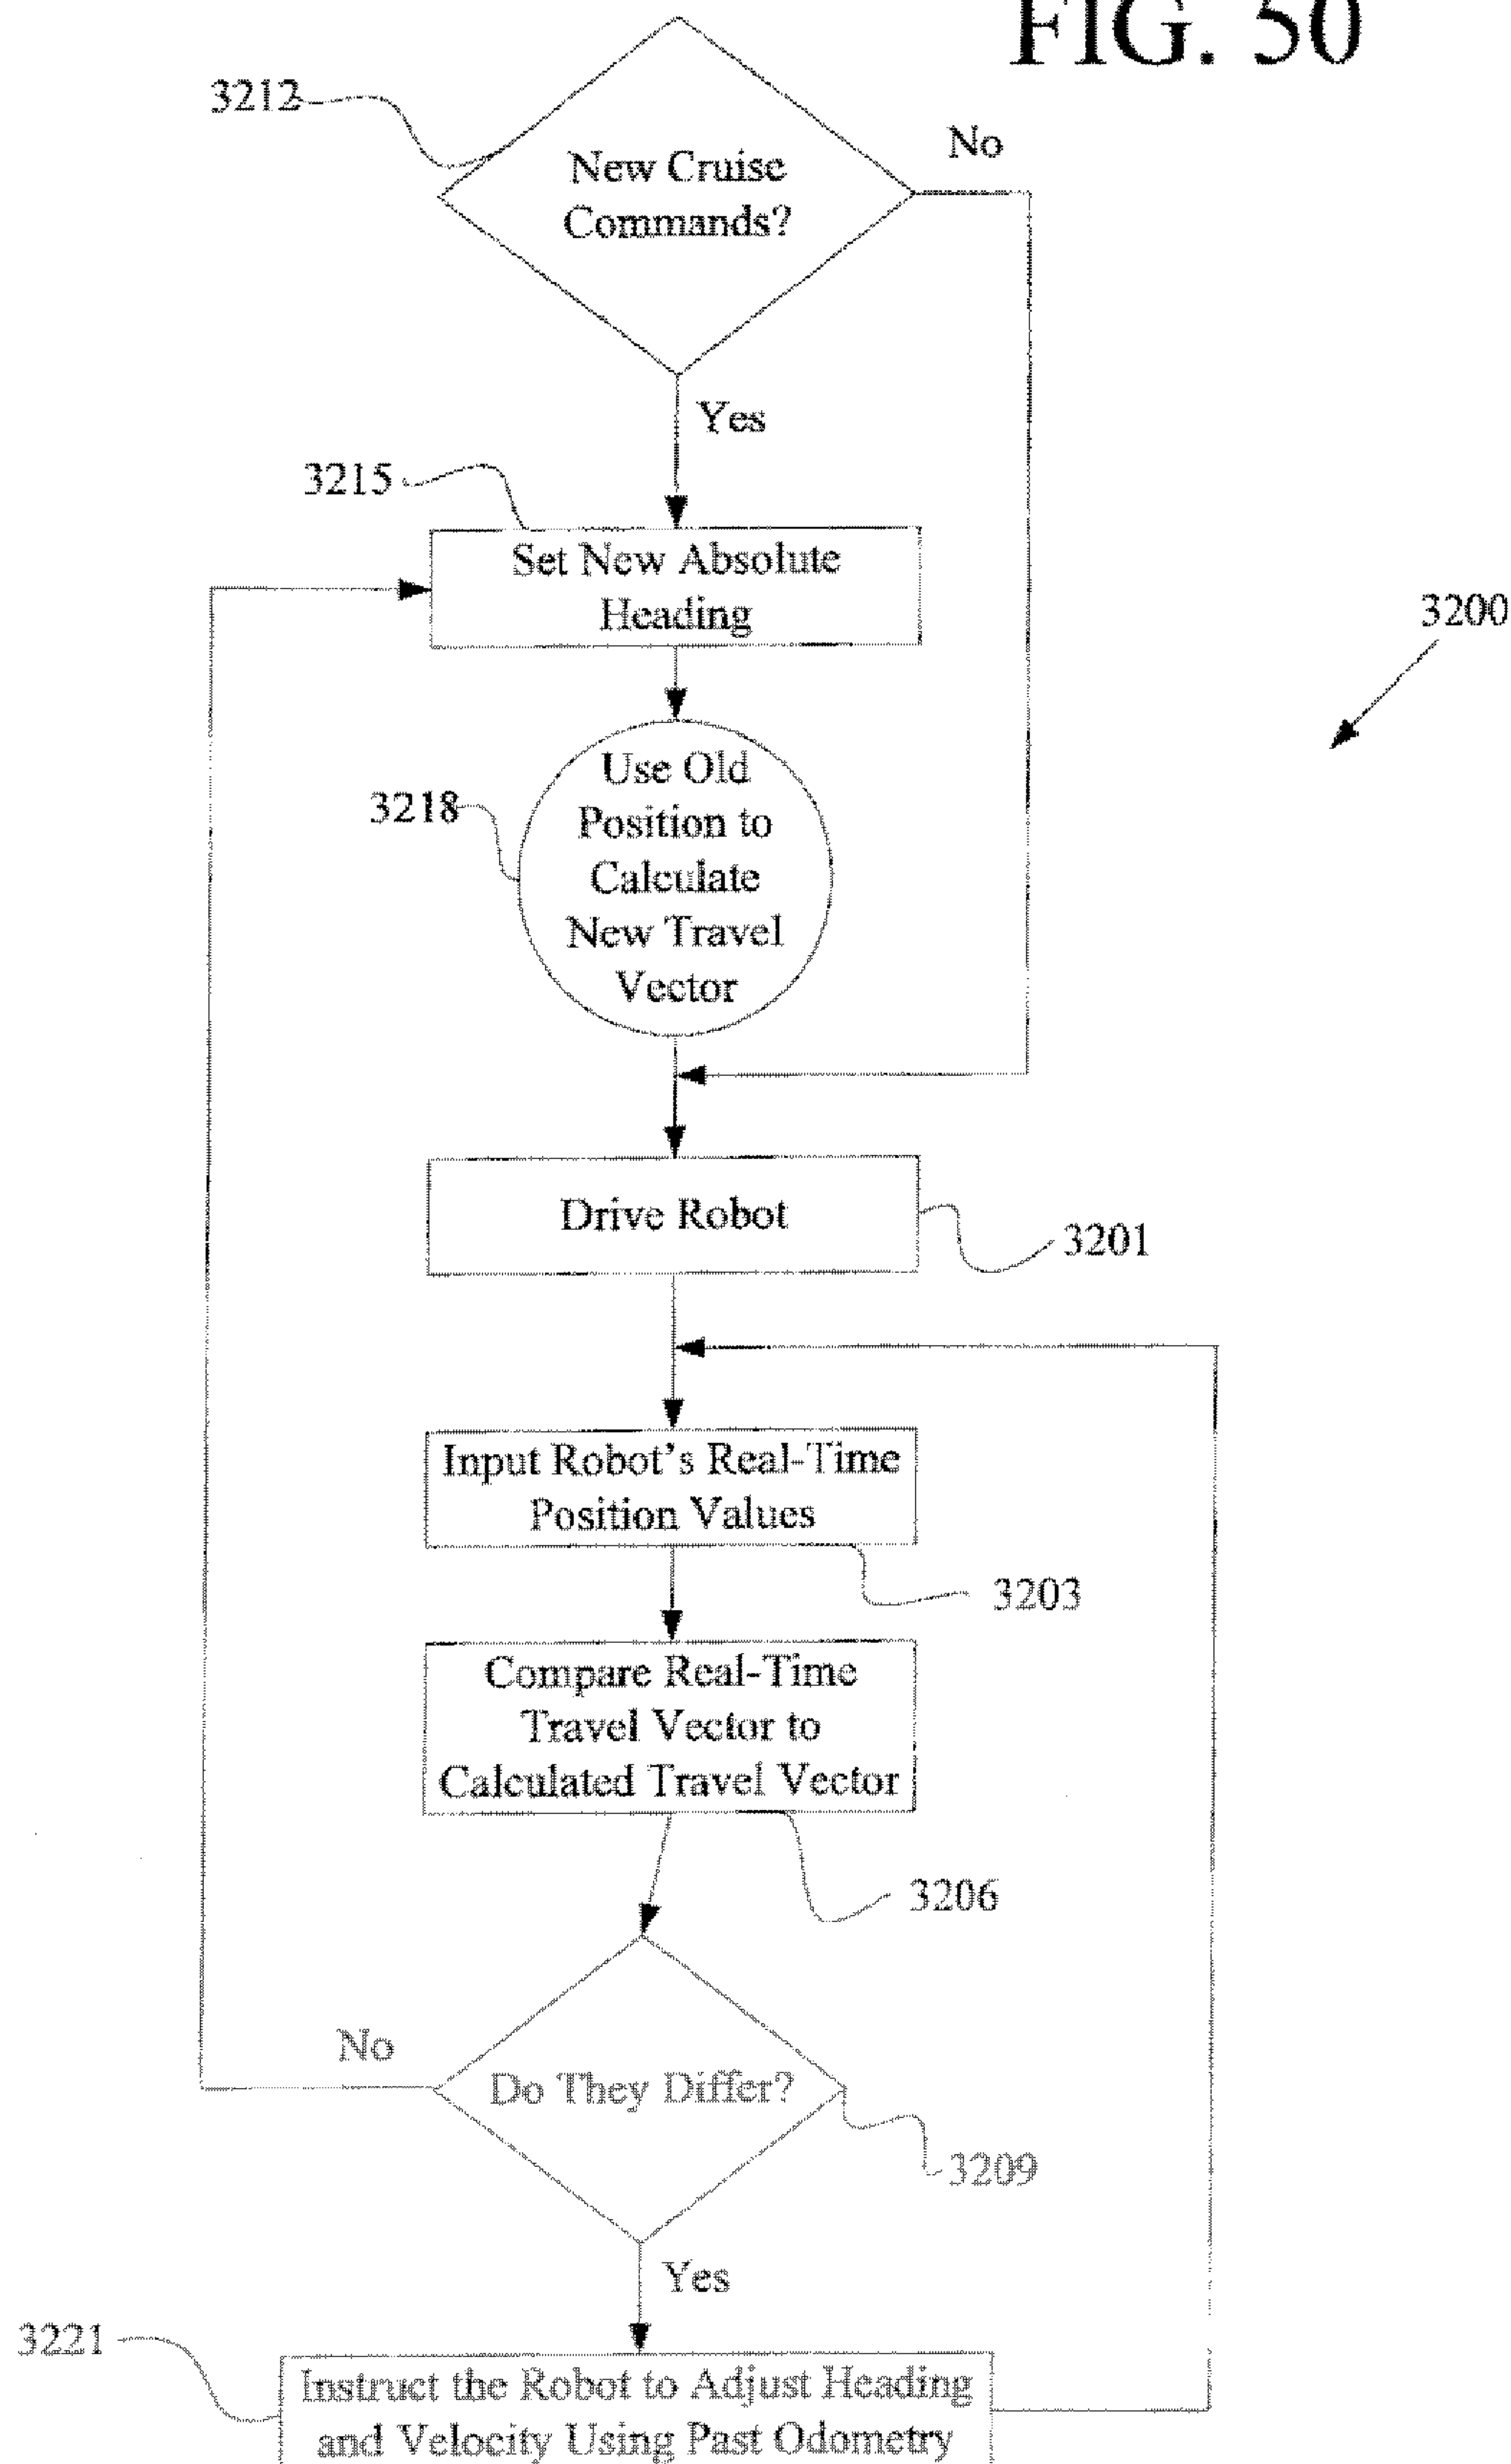 FIG. 50
3212
No
New Cruise
Commands?
Yes
3215
Set New Absolute
Heading
3200
Use Old
Position to
Calculate
New Travel
Vector
3218
Drive Robot
3201
Input Robot's Real-Time
Position Values
3203
Compare Real-Time
Travel Vector to
Calculated Travel Vector
3206
No
Do They Differ?
3209
Yes
3221
Instruct the Robot to Adjust Heading
and Velocity Using Past Odometry